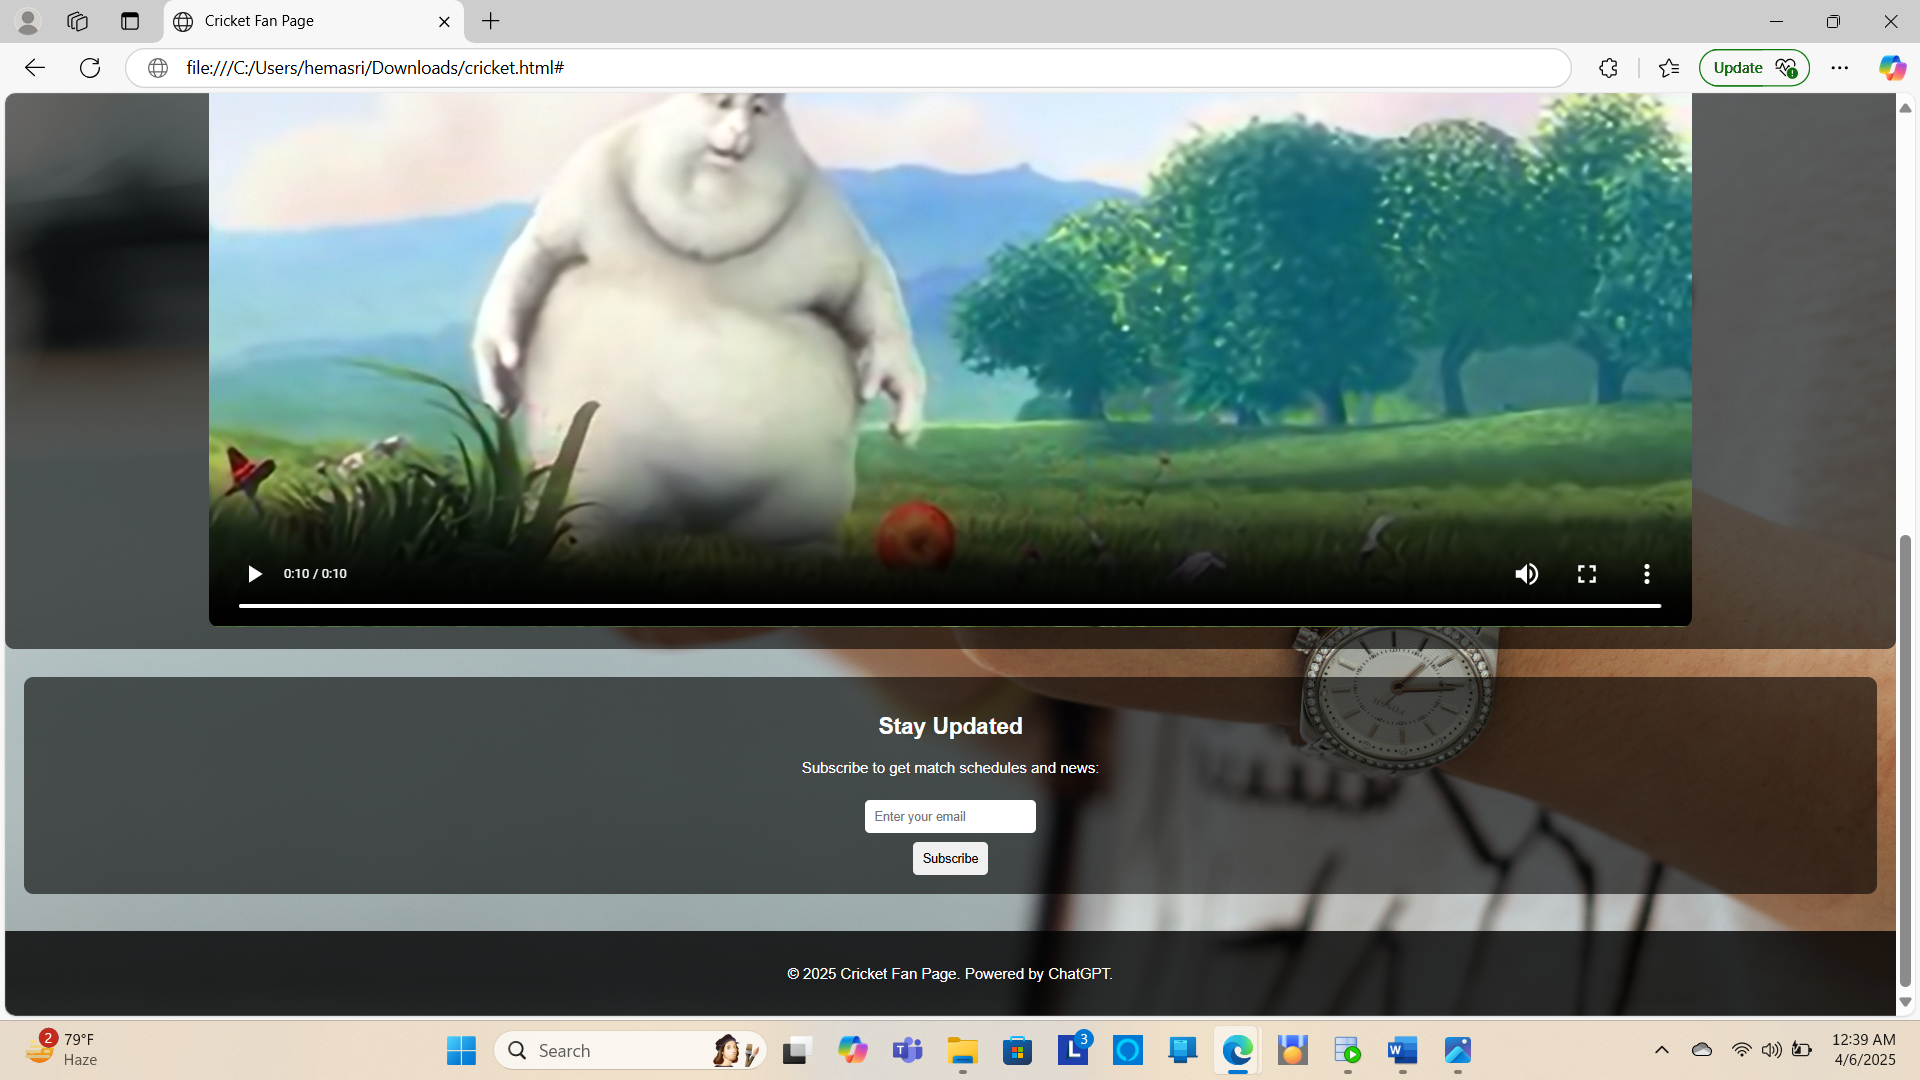 Cricket Fan Page
file:///C:/Users/hemasri/Downloads/cricket.html#
Update
0:10 / 0:10
Stay Updated
Subscribe to get match schedules and news:
Enter your email
Subscribe
© 2025 Cricket Fan Page. Powered by ChatGPT.
2
79°F
Haze
Search
T
L
3
W
12:39 AM
4/6/2025